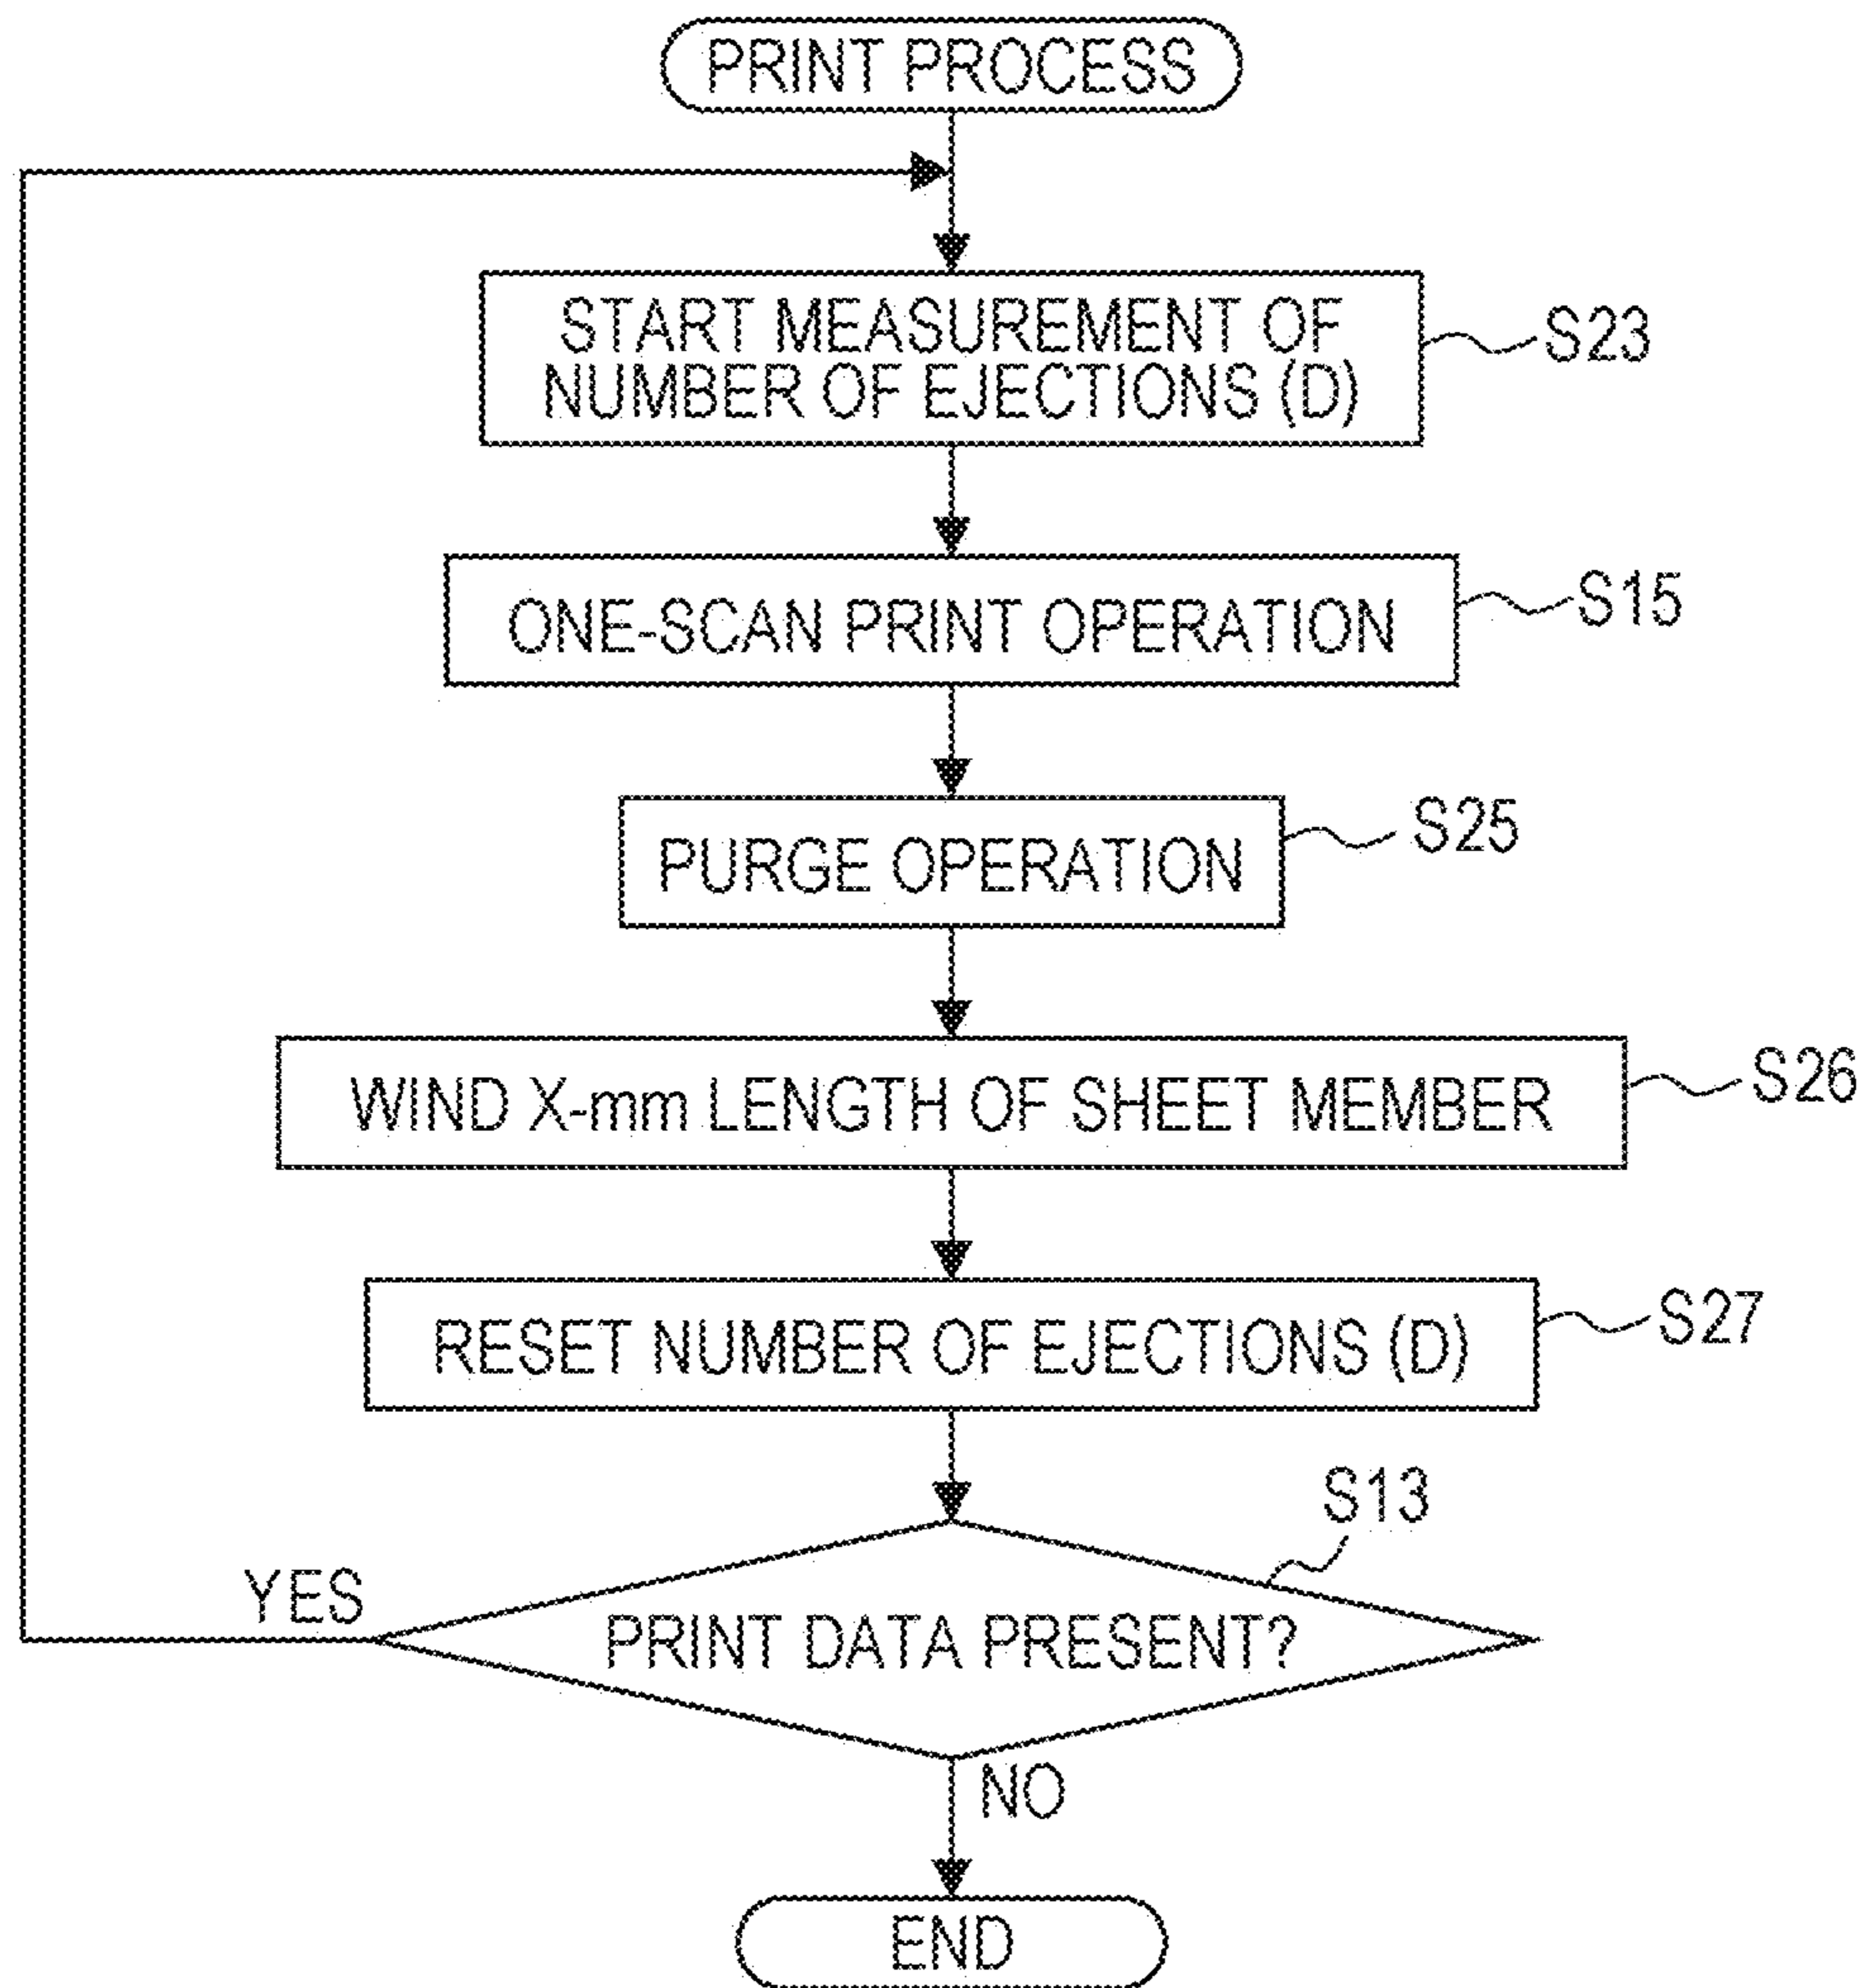 PRINT PROCESS
START MEASUREMENT OF
NUMBER OF EJECTIONS (D)
S23
ONE-SCAN PRINT OPERATION
S15
PURGE OPERATION
S25
WIND X-mm LENGTH OF SHEET MEMBER
S26
RESET NUMBER OF EJECTIONS (D)
S27
S13
YES
PRINT DATA PRESENT?
NO
END